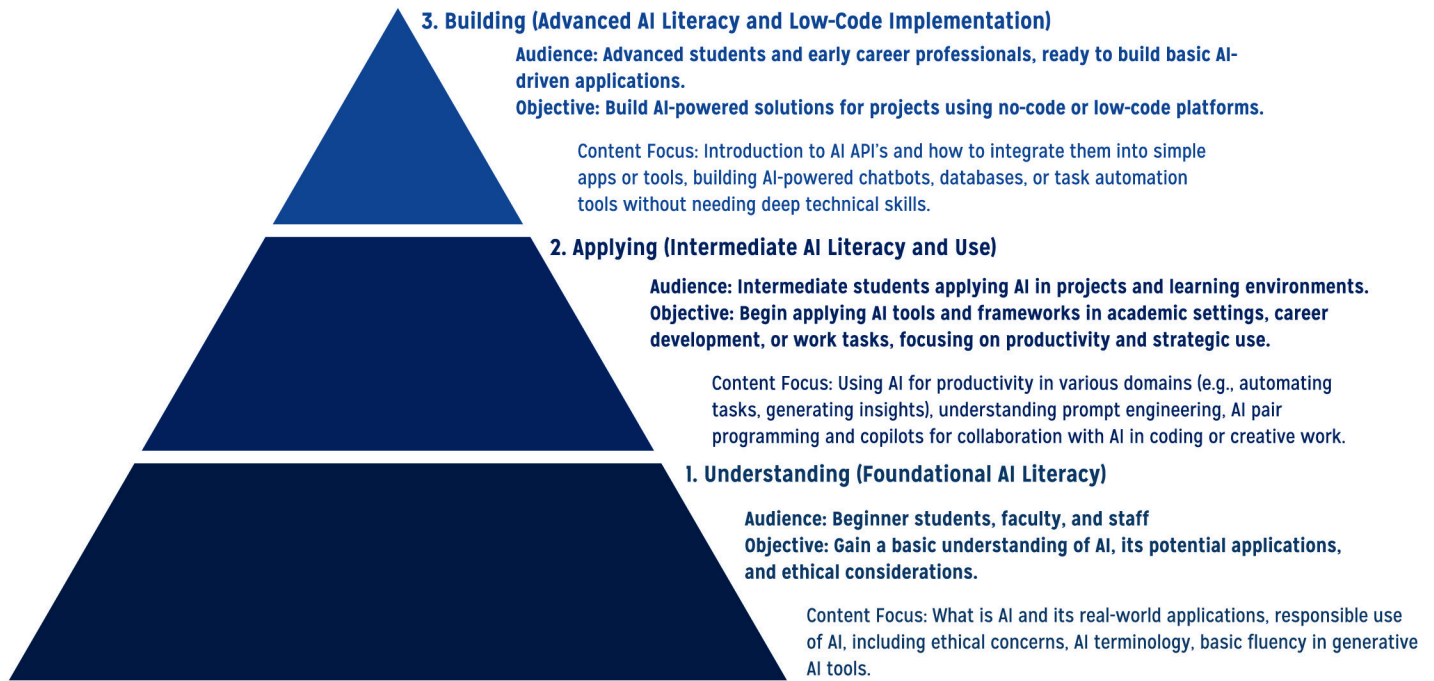 3. Building (Advanced AI Literacy and Low-Code Implementation)
Audience: Advanced students and early career professionals, ready to build basic AI-
driven applications.
Objective: Build AI-powered solutions for projects using no-code or low-code platforms.
Content Focus: Introduction to AI API's and how to integrate them into simple
apps or tools, building AI-powered chatbots, databases, or task automation
tools without needing deep technical skills.
2. Applying (Intermediate AI Literacy and Use)
Audience: Intermediate students applying AI in projects and learning environments.
Objective: Begin applying AI tools and frameworks in academic settings, career
development, or work tasks, focusing on productivity and strategic use.
Content Focus: Using AI for productivity in various domains (e.g., automating
tasks, generating insights), understanding prompt engineering, AI pair
programming and copilots for collaboration with AI in coding or creative work.
1. Understanding (Foundational AI Literacy)
Audience: Beginner students, faculty, and staff
Objective: Gain a basic understanding of AI, its potential applications,
and ethical considerations.
Content Focus: What is AI and its real-world applications, responsible use
of AI, including ethical concerns, AI terminology, basic fluency in generative
AI tools.